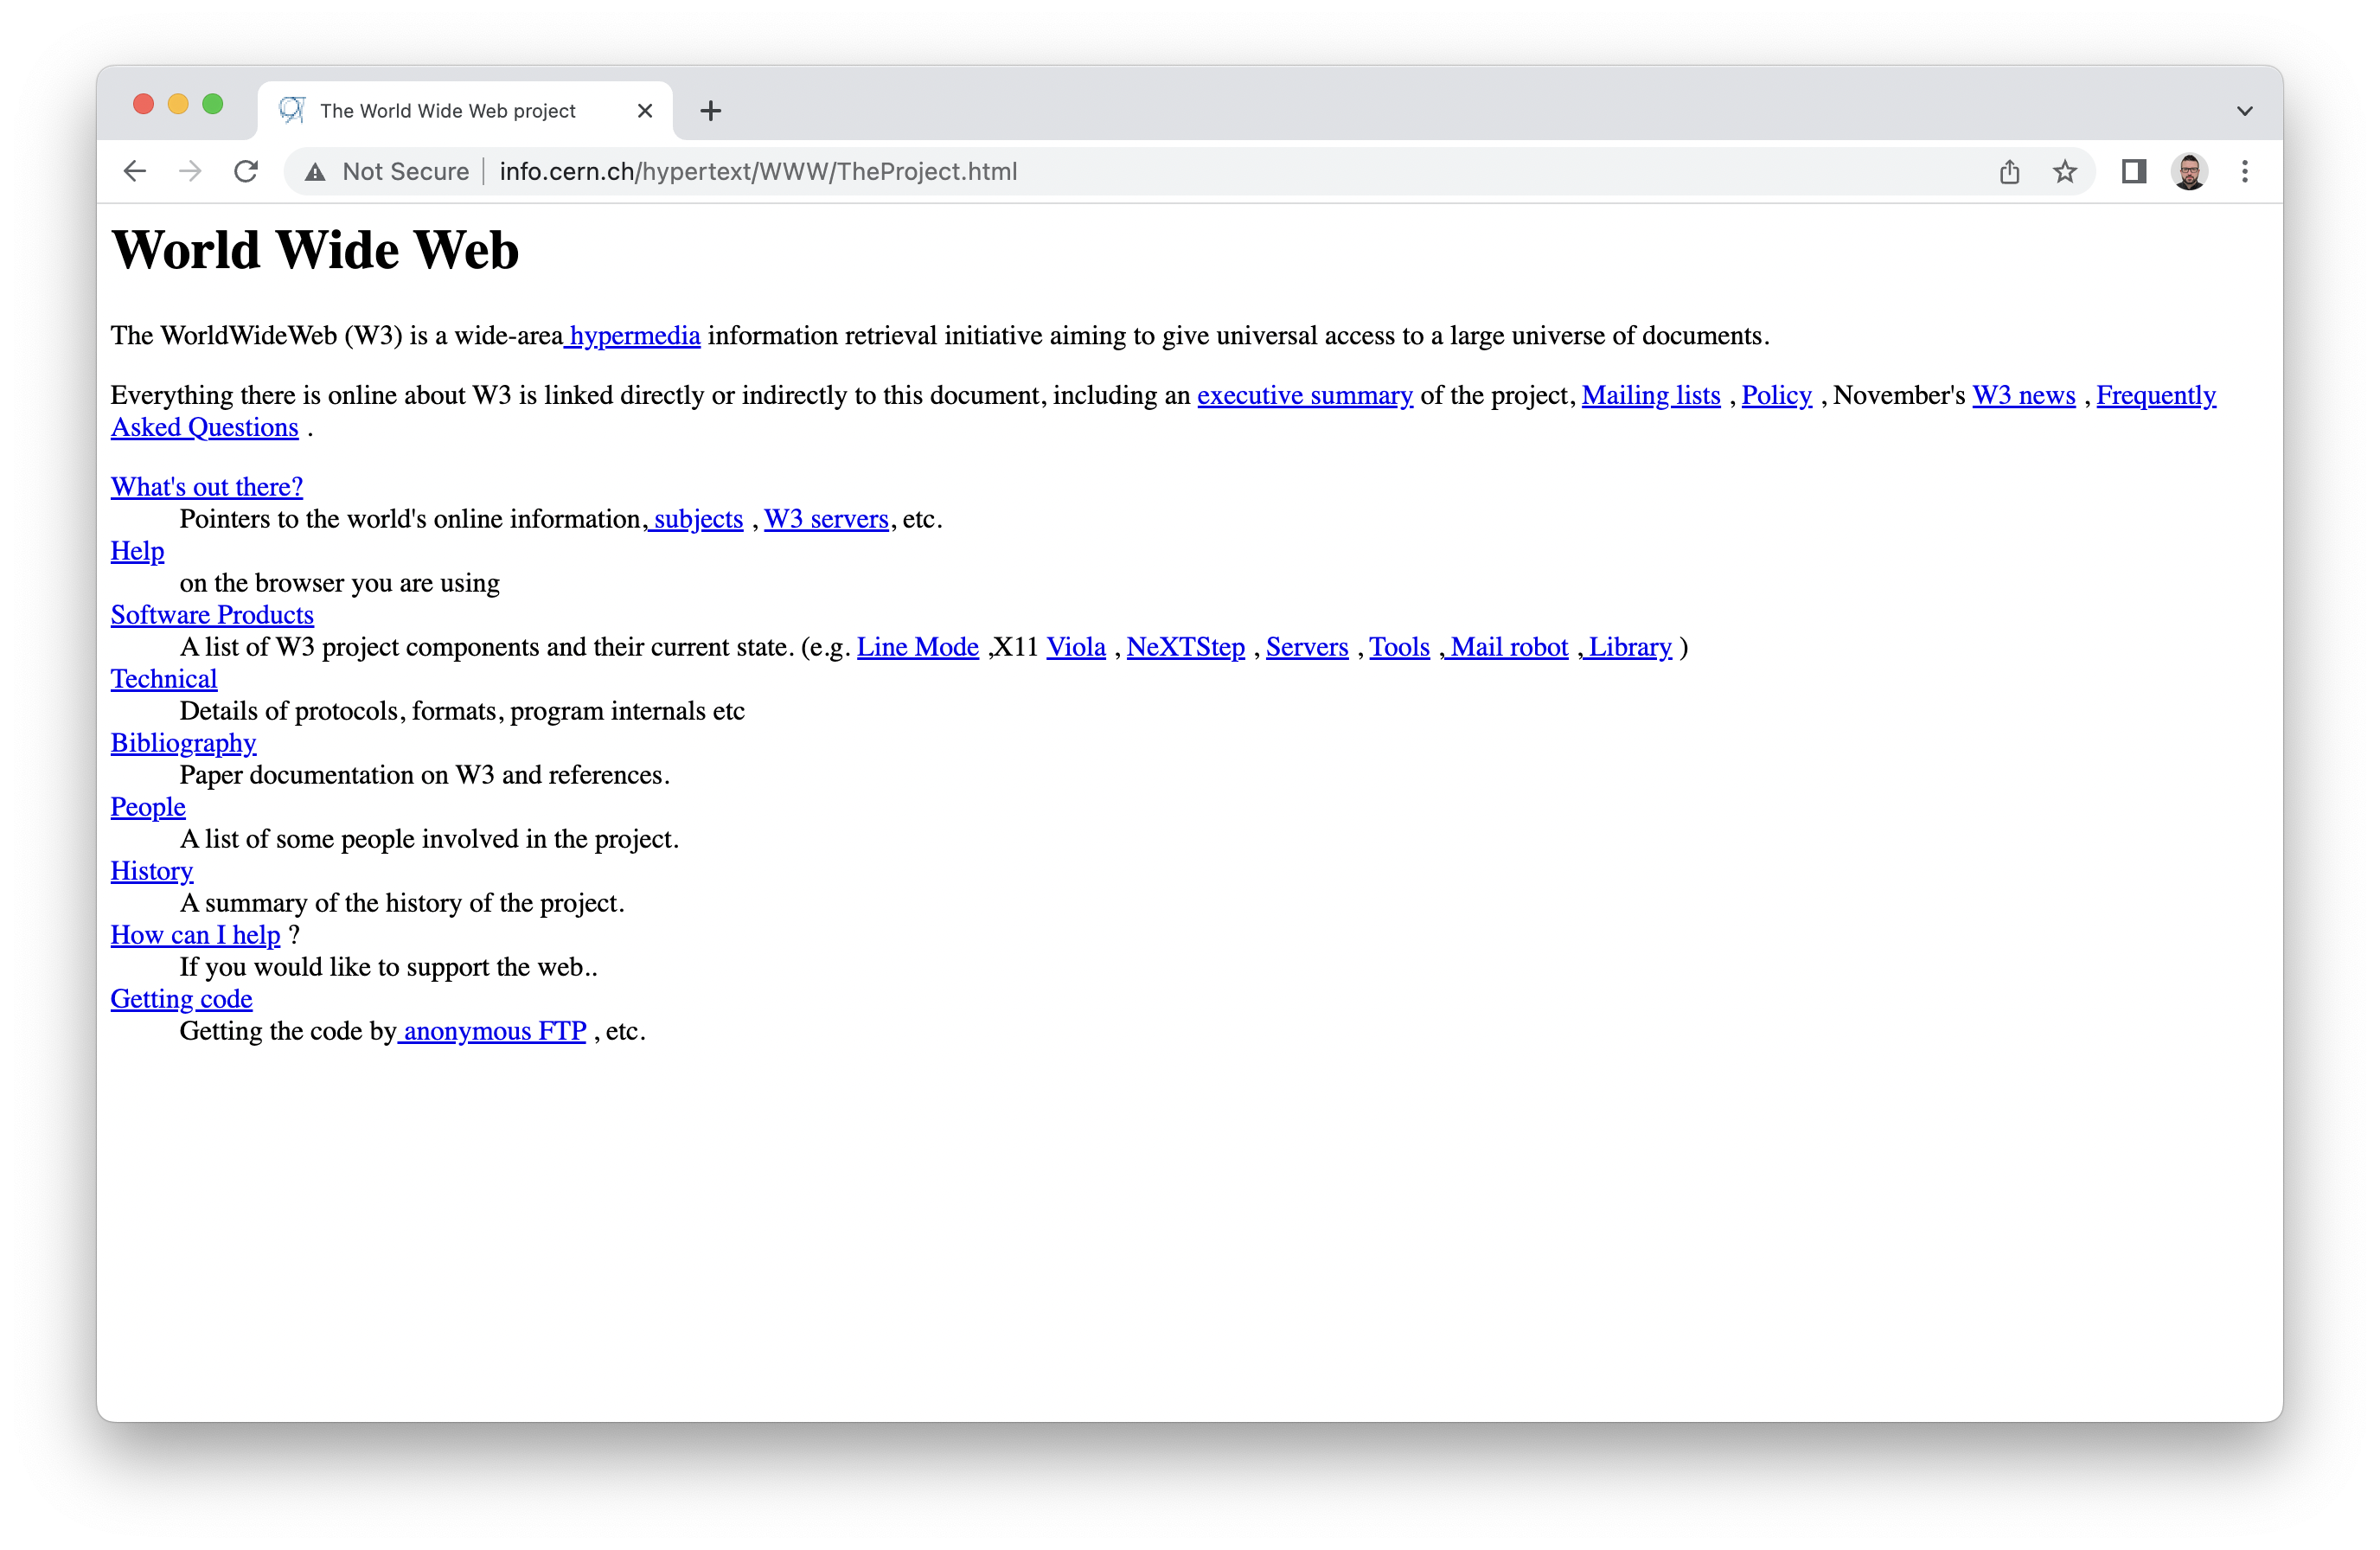 The World Wide Web project
Not Secure | info.cern.ch/hypertext/WWW/TheProject.html
World Wide Web
The WorldWideWeb (W3) is a wide-area hypermedia information retrieval initiative aiming to give universal access to a large universe of documents.
Everything there is online about W3 is linked directly or indirectly to this document, including an executive summary of the project, Mailing lists , Policy , November's W3 news , Frequently
Asked Questions .
What's out there?
Pointers to the world's online information, subjects , W3 servers, etc.
Help
on the browser you are using
Software Products
A list of W3 project components and their current state. (e.g. Line Mode ,X11 Viola , NeXTStep , Servers , Tools , Mail robot , Library )
Technical
Details of protocols, formats, program internals etc
Bibliography
Paper documentation on W3 and references.
People
A list of some people involved in the project.
History
A summary of the history of the project.
How can I help ?
If you would like to support the web..
Getting code
Getting the code by anonymous FTP , etc.